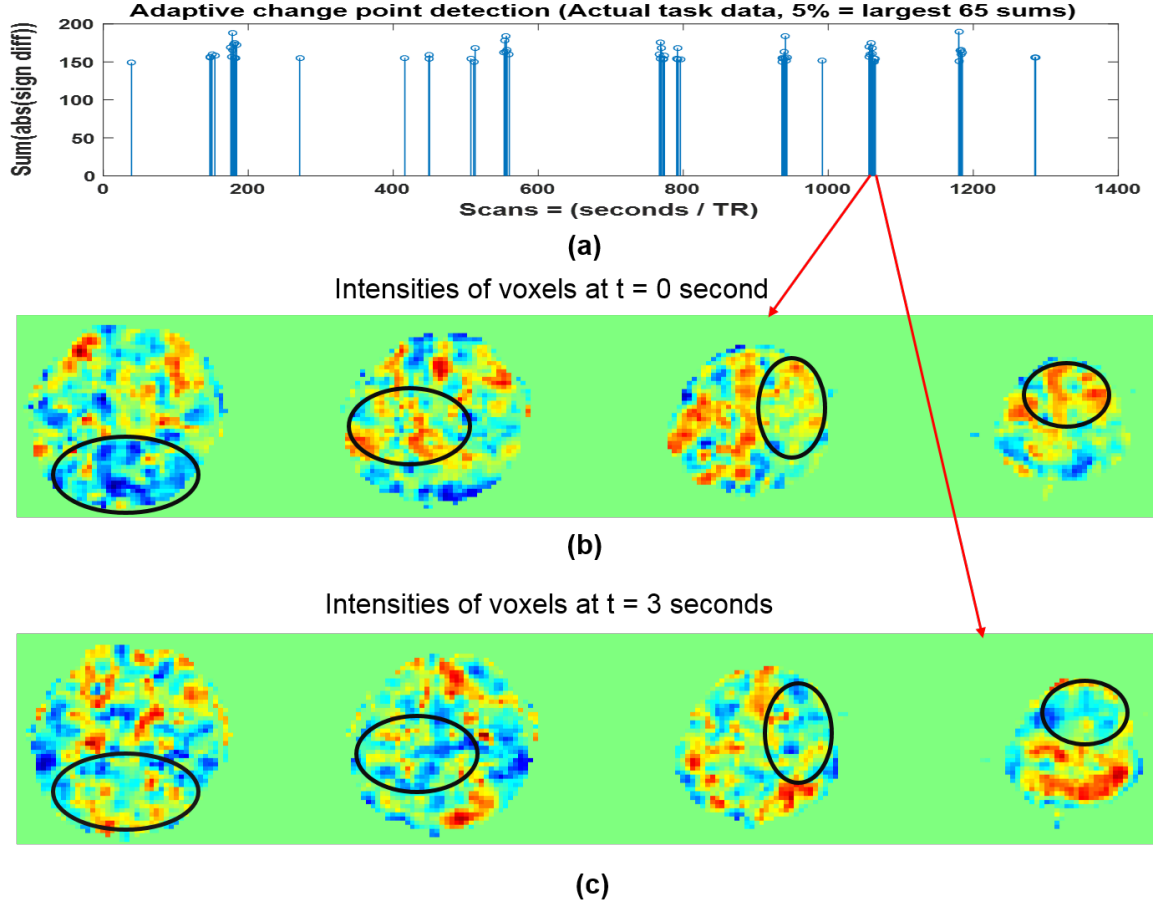 Adaptive change point detection (Actual task data, 5% = largest 65 sums)
Sum(abs(sign diff))
200
150
100
50
0
0 200 400 600 800 1000 1200 1400
Scans = (seconds / TR)
(a)
Intensities of voxels at t = 0 second
(b)
Intensities of voxels at t = 3 seconds
(c)